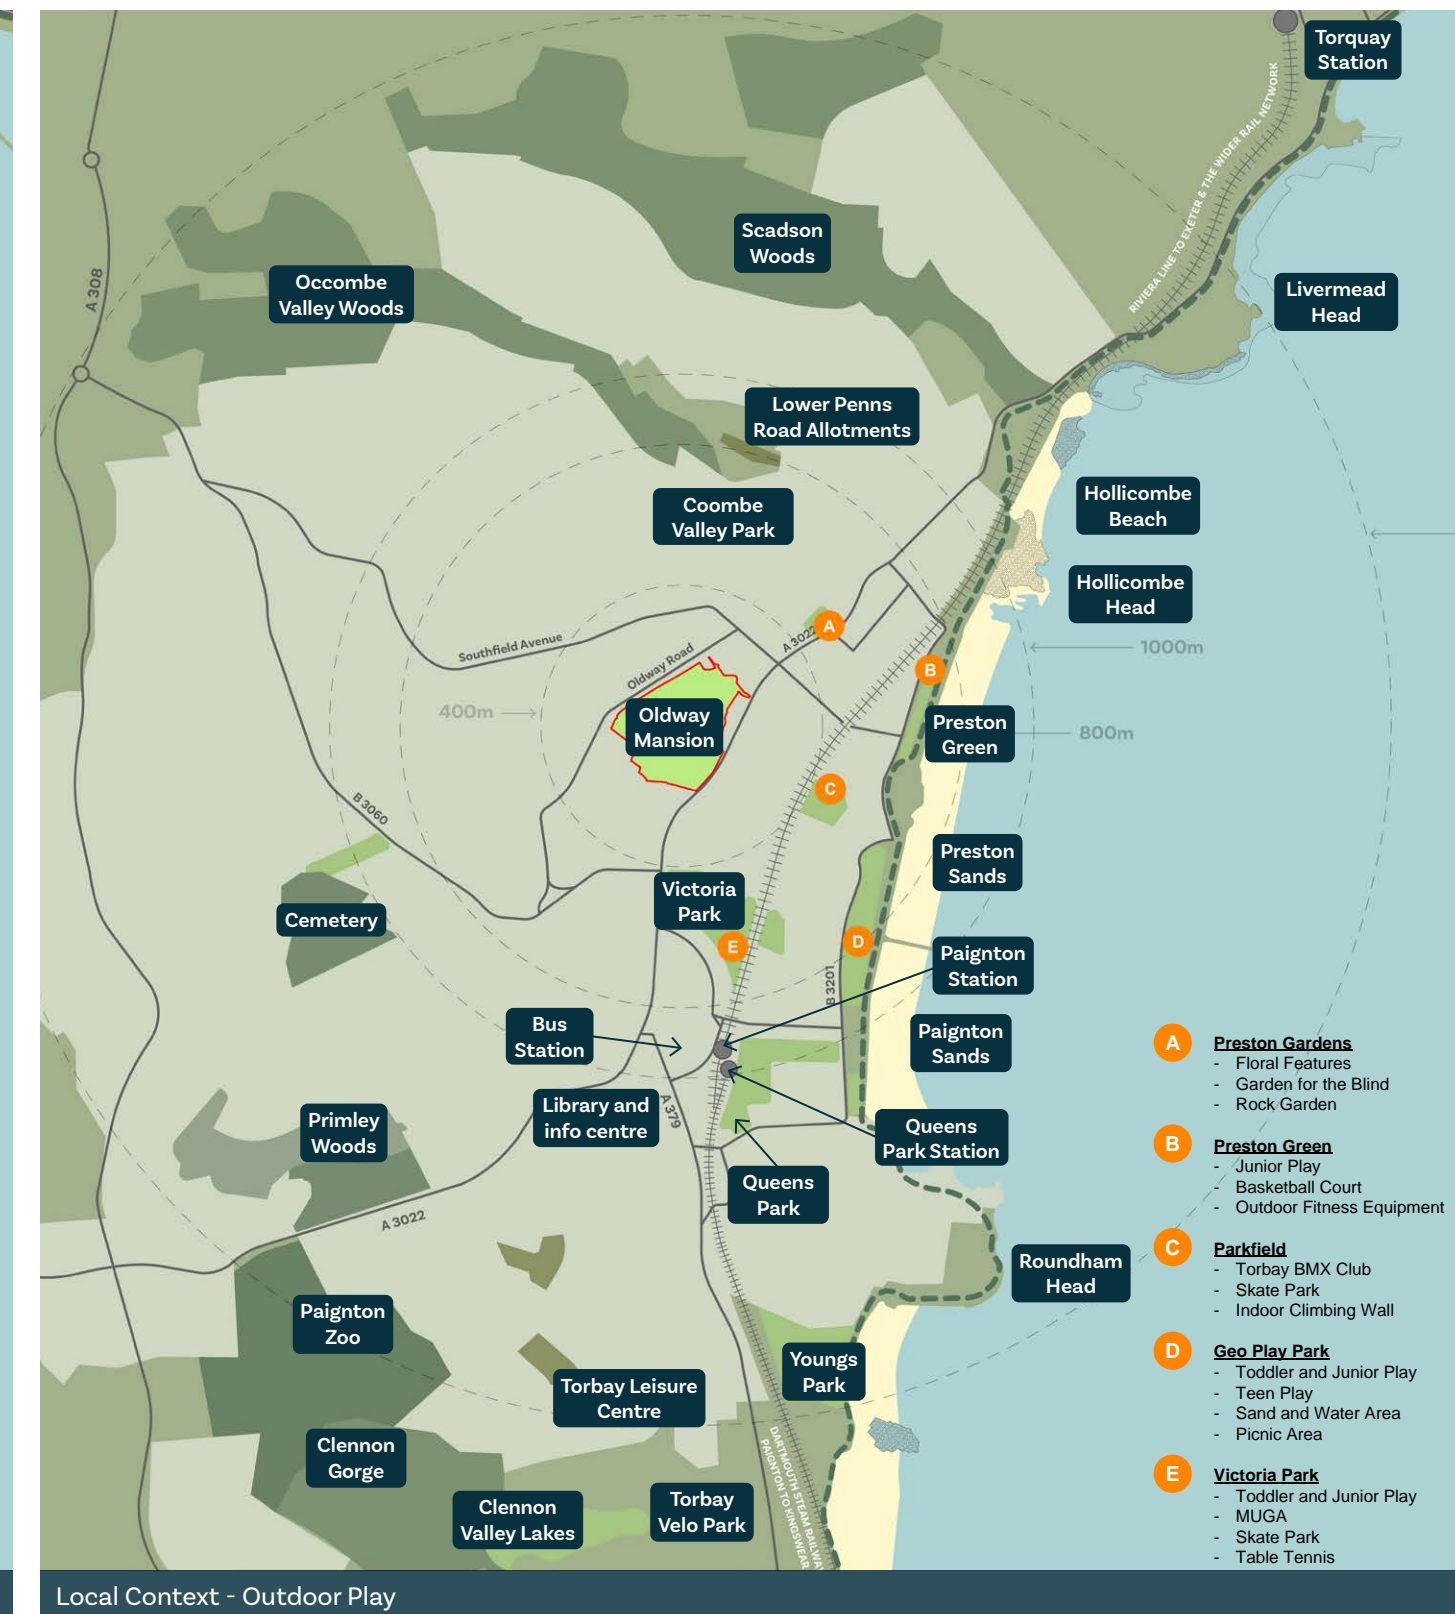 Torquay
Station
RIVIERA LINE TO EXETER & THE WIDER RAIL NETWORK
A 308
Scadson
Woods
Occombe
Valley Woods
Livermead
Head
Lower Penns
Road Allotments
Hollicombe
Beach
Coombe
Valley Park
Hollicombe
Head
A
A 3022
Southfield Avenue
1000m
Oldway Road
B
400m
Oldway
Mansion
Preston
Green
800m
C
B 3060
Preston
Sands
Victoria
Park
Cemetery
E
D
Paignton
Station
B 3201
Bus
Station
Paignton
Sands
Library and
info centre
A 379
Primley
Woods
Queens
Park Station
Queens
Park
A 3022
Roundham
Head
Paignton
Zoo
Youngs
Park
Torbay Leisure
Centre
Clennon
Gorge
DARTMOUTH STEAM RAILWAY
PAIGNTON TO KINGSWEAR
Clennon
Valley Lakes
Torbay
Velo Park
A Preston Gardens
- Floral Features
- Garden for the Blind
- Rock Garden
B Preston Green
- Junior Play
- Basketball Court
- Outdoor Fitness Equipment
C Parkfield
- Torbay BMX Club
- Skate Park
- Indoor Climbing Wall
D Geo Play Park
- Toddler and Junior Play
- Teen Play
- Sand and Water Area
- Picnic Area
E Victoria Park
- Toddler and Junior Play
- MUGA
- Skate Park
- Table Tennis
Local Context - Outdoor Play